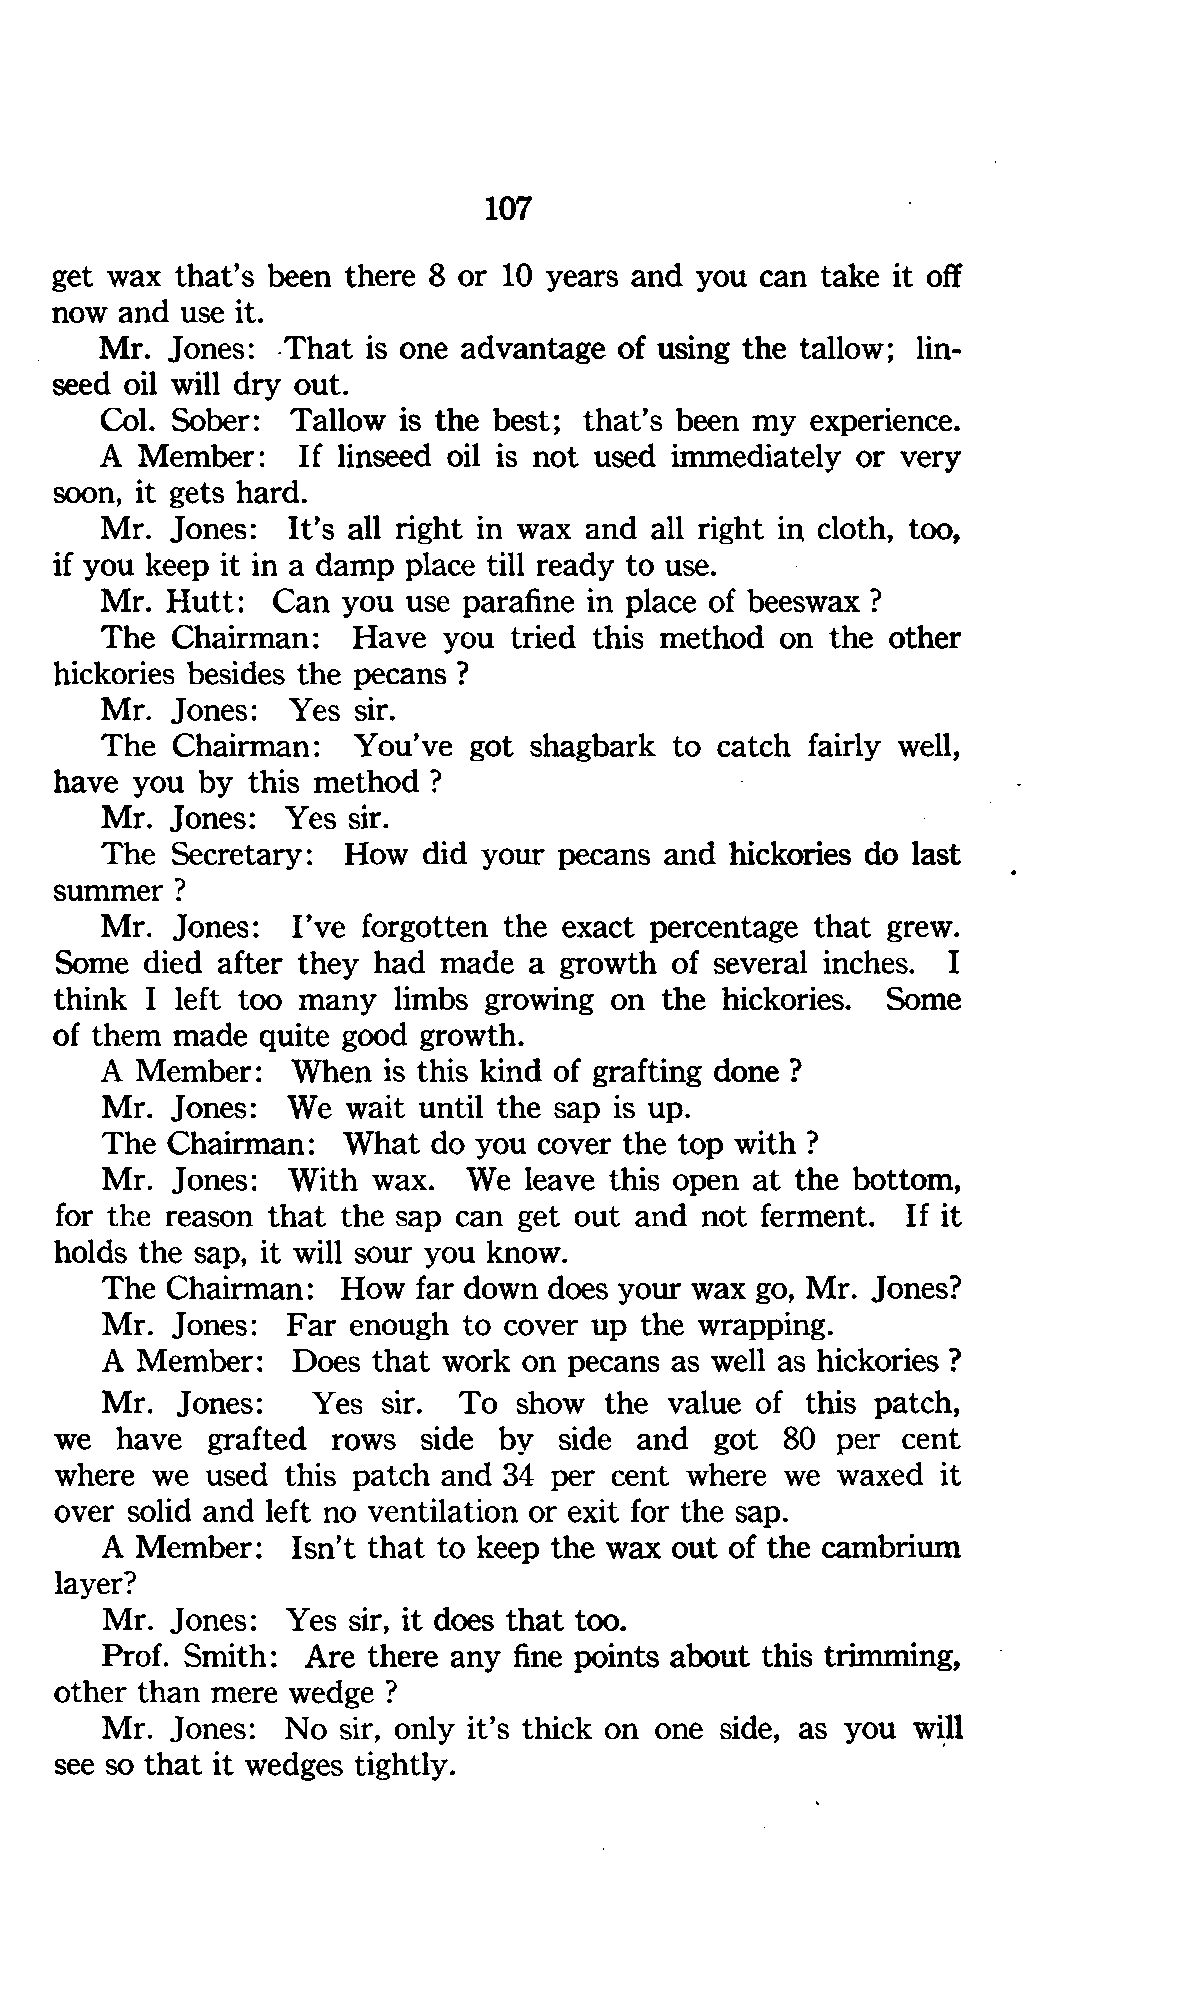 107
get wax that's been there 8 or 10 years and you can take it off
now and use it.
Mr. Jones: That is one advantage of using the tallow; lin-
seed oil will dry out.
Col. Sober: Tallow is the best; that's been my experience.
A Member: If linseed oil is not used immediately or very
soon, it gets hard.
Mr. Jones: It's all right in wax and all right in cloth, too,
if you keep it in a damp place till ready to use.
Mr. Hutt: Can you use parafine in place of beeswax ?
The Chairman: Have you tried this method on the other
hickories besides the pecans ?
Mr. Jones: Yes sir.
The Chairman: You've got shagbark to catch fairly well,
have you by this method ?
Mr. Jones: Yes sir.
The Secretary: How did your pecans and hickories do last
summer ?
Mr. Jones: I've forgotten the exact percentage that grew.
Some died after they had made a growth of several inches. I
think I left too many limbs growing on the hickories. Some
of them made quite good growth.
A Member: When is this kind of grafting done ?
Mr. Jones: We wait until the sap is up.
The Chairman: What do you cover the top with ?
Mr. Jones: With wax. We leave this open at the bottom,
for the reason that the sap can get out and not ferment. If it
holds the sap, it will sour you know.
The Chairman: How far down does your wax go, Mr. Jones?
Mr. Jones: Far enough to cover up the wrapping.
A Member: Does that work on pecans as well as hickories ?
Mr. Jones: Yes sir. To show the value of this patch,
we have grafted rows side by side and got 80 per cent
where we used this patch and 34 per cent where we waxed it
over solid and left no ventilation or exit for the sap.
A Member: Isn't that to keep the wax out of the cambrium
layer?
Mr. Jones: Yes sir, it does that too.
Prof. Smith: Are there any fine points about this trimming,
other than mere wedge ?
Mr. Jones: No sir, only it's thick on one side, as you will
see so that it wedges tightly.